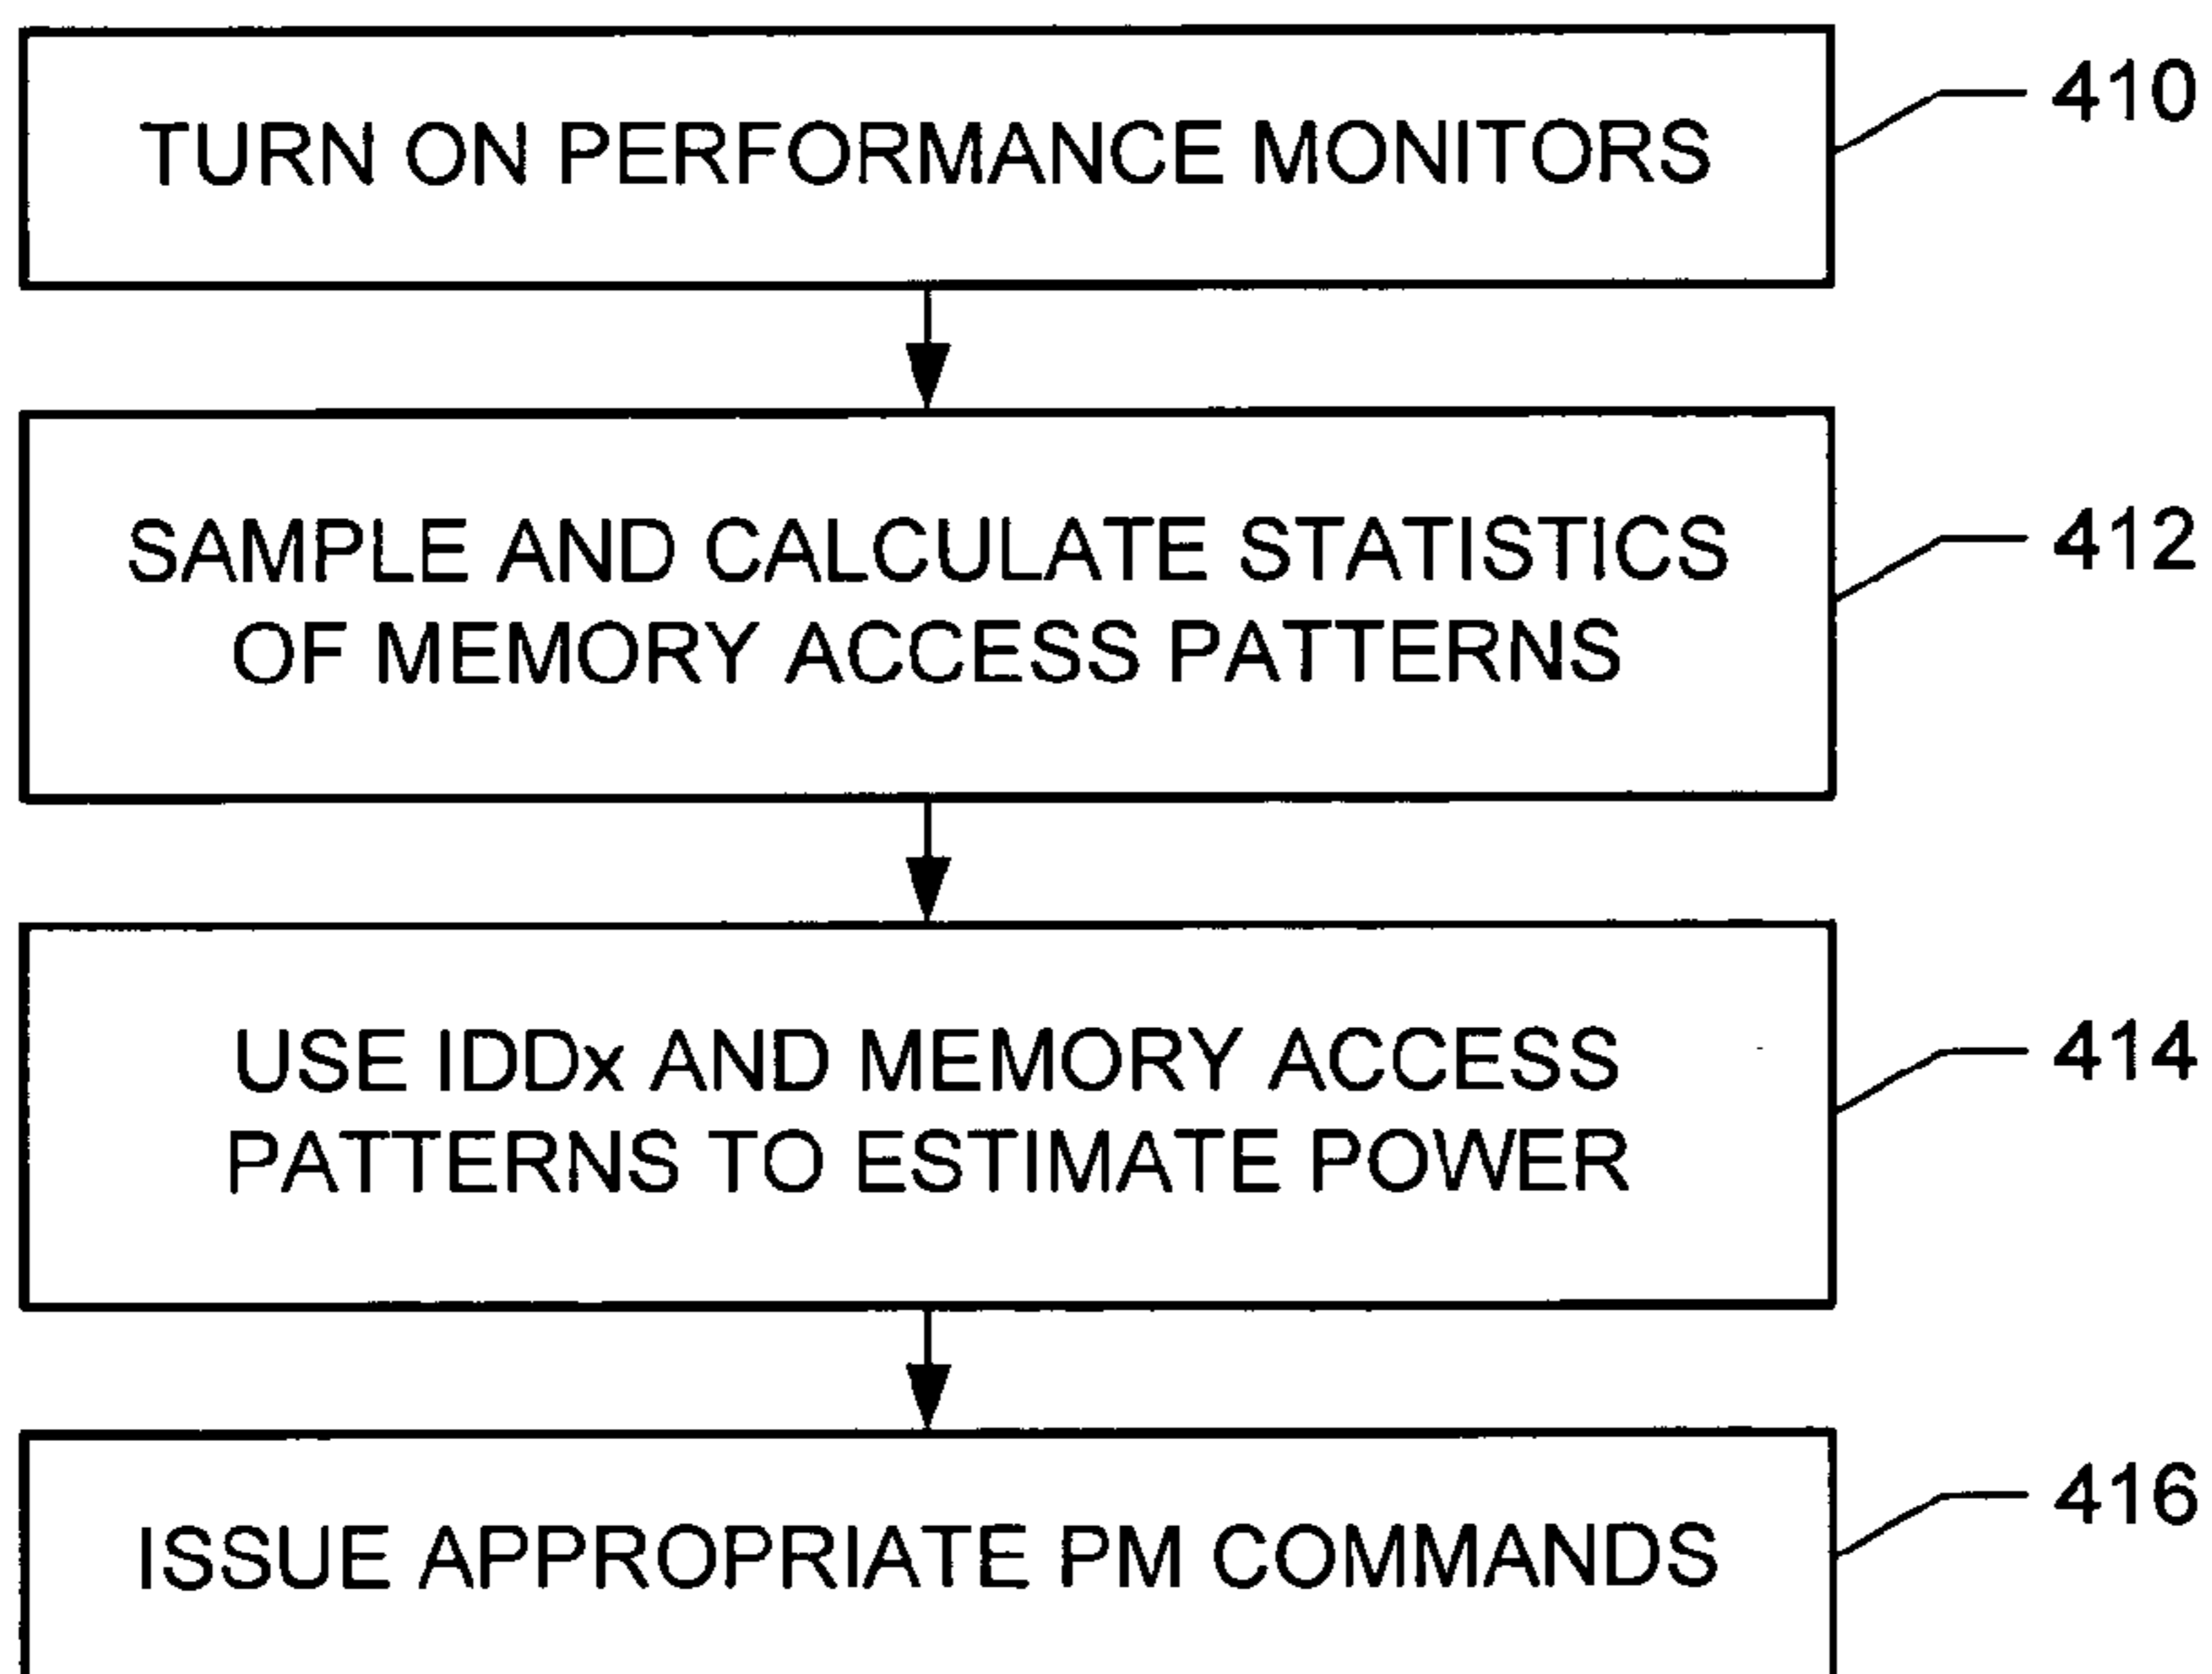 TURN ON PERFORMANCE MONITORS
410
SAMPLE AND CALCULATE STATISTICS
OF MEMORY ACCESS PATTERNS
412
USE IDDx AND MEMORY ACCESS
PATTERNS TO ESTIMATE POWER
414
ISSUE APPROPRIATE PM COMMANDS
416